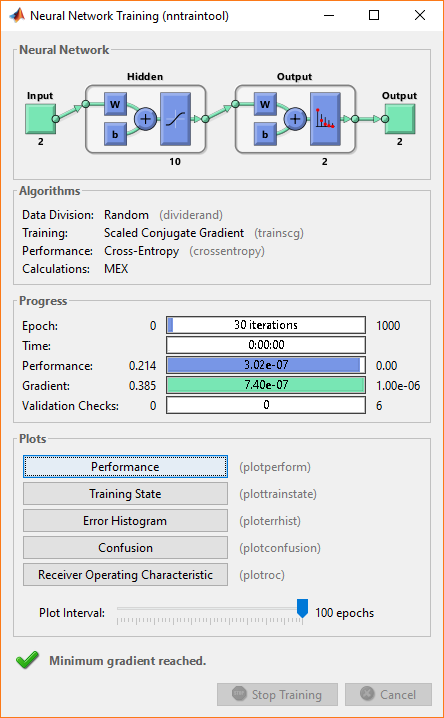 Neural Network Training (nntraintool)
Neural Network
Hidden
Output
Input
Output
W
b
+
W
b
+
2
10
2
2
Algorithms
Data Division: Random (dividerand)
Training: Scaled Conjugate Gradient (trainscg)
Performance: Cross-Entropy (crossentropy)
Calculations: MEX
Progress
Epoch: 0 30 iterations 1000
Time: 0:00:00
Performance: 0.214 3.02e-07 0.00
Gradient: 0.385 7.40e-07 1.00e-06
Validation Checks: 0 0 6
Plots
Performance (plotperform)
Training State (plottrainstate)
Error Histogram (ploterrhist)
Confusion (plotconfusion)
Receiver Operating Characteristic (plotroc)
Plot Interval: 100 epochs
Minimum gradient reached.
Stop Training Cancel